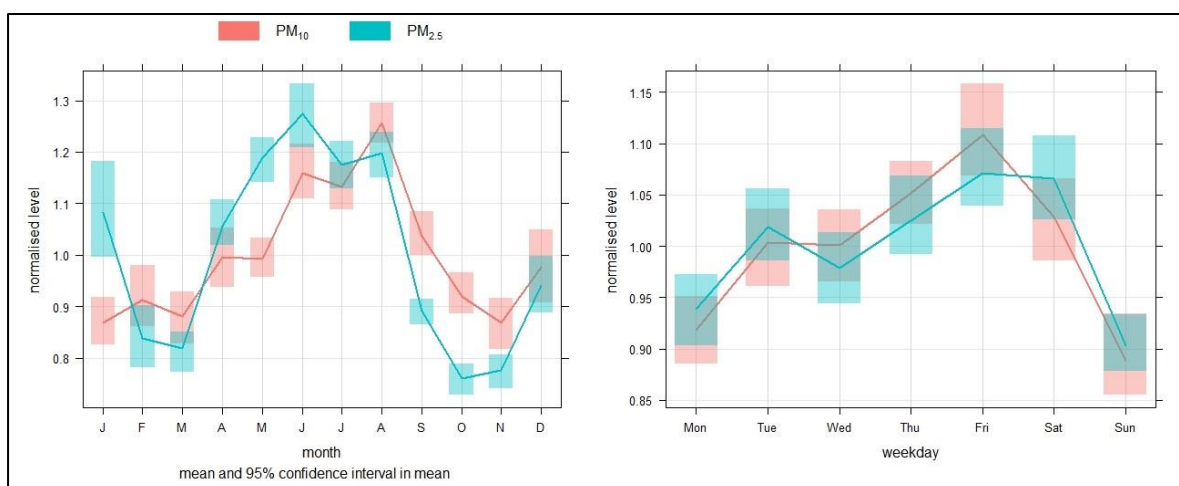 PM10 PM2.5
normalised level
1.3
1.2
1.1
1.0
0.9
0.8
J F M A M J J A S O N D
month
mean and 95% confidence interval in mean
normalised level
1.15
1.10
1.05
1.00
0.95
0.90
0.85
Mon Tue Wed Thu Fri Sat Sun
weekday